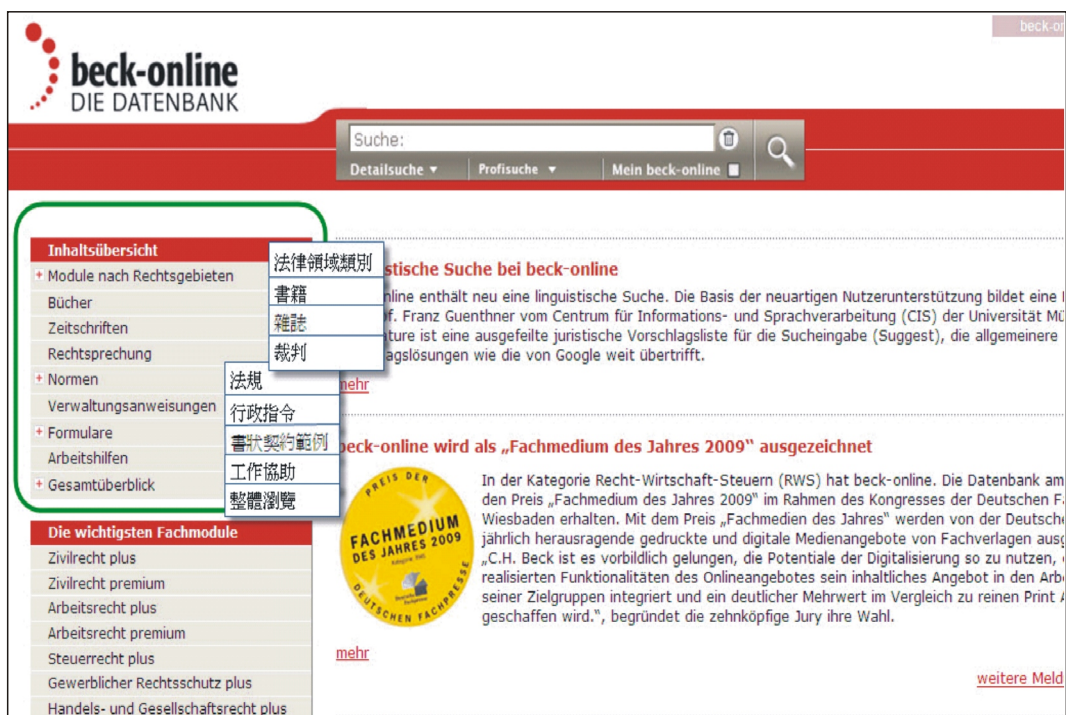 beck-on
beck-online
DIE DATENBANK
Suche:
Detailsuche
Profisuche
Mein beck-online
Inhaltsübersicht
+ Module nach Rechtsgebieten
Bücher
Zeitschriften
Rechtsprechung
+ Normen
Verwaltungsanweisungen
+ Formulare
Arbeitshilfen
+ Gesamtüberblick
法律領域類別
書籍
雜誌
裁判
法規
行政指令
書狀契約範例
工作協助
整體瀏覽
Die wichtigsten Fachmodule
Zivilrecht plus
Zivilrecht premium
Arbeitsrecht plus
Arbeitsrecht premium
Steuerrecht plus
Gewerblicher Rechtsschutz plus
Handels- und Gesellschaftsrecht plus
istische Suche bei beck-online
nline enthält neu eine linguistische Suche. Die Basis der neuartigen Nutzerunterstützung bildet eine
of. Franz Guenthner vom Centrum für Informations- und Sprachverarbeitung (CIS) der Universität Mü
ture ist eine ausgefeilte juristische Vorschlagsliste für die Sucheingabe (Suggest), die allgemeinere
agslösungen wie die von Google weit übertrifft.
mehr
beck-online wird als „Fachmedium des Jahres 2009“ ausgezeichnet
PREIS DER
FACHMEDIUM
DES JAHRES 2009
DEUTSCHEN FACHPRESSE
In der Kategorie Recht-Wirtschaft-Steuern (RWS) hat beck-online. Die Datenbank am
den Preis „Fachmedium des Jahres 2009“ im Rahmen des Kongresses der Deutschen Fa
Wiesbaden erhalten. Mit dem Preis „Fachmedien des Jahres“ werden von der Deutsche
jährlich herausragende gedruckte und digitale Medienangebote von Fachverlagen ausg
„C.H. Beck ist es vorbildlich gelungen, die Potentiale der Digitalisierung so zu nutzen,
realisierten Funktionalitäten des Onlineangebotes sein inhaltliches Angebot in den Arb
seiner Zielgruppen integriert und ein deutlicher Mehrwert im Vergleich zu reinen Print A
geschaffen wird.“, begründet die zehnköpfige Jury ihre Wahl.
mehr
weitere Meld